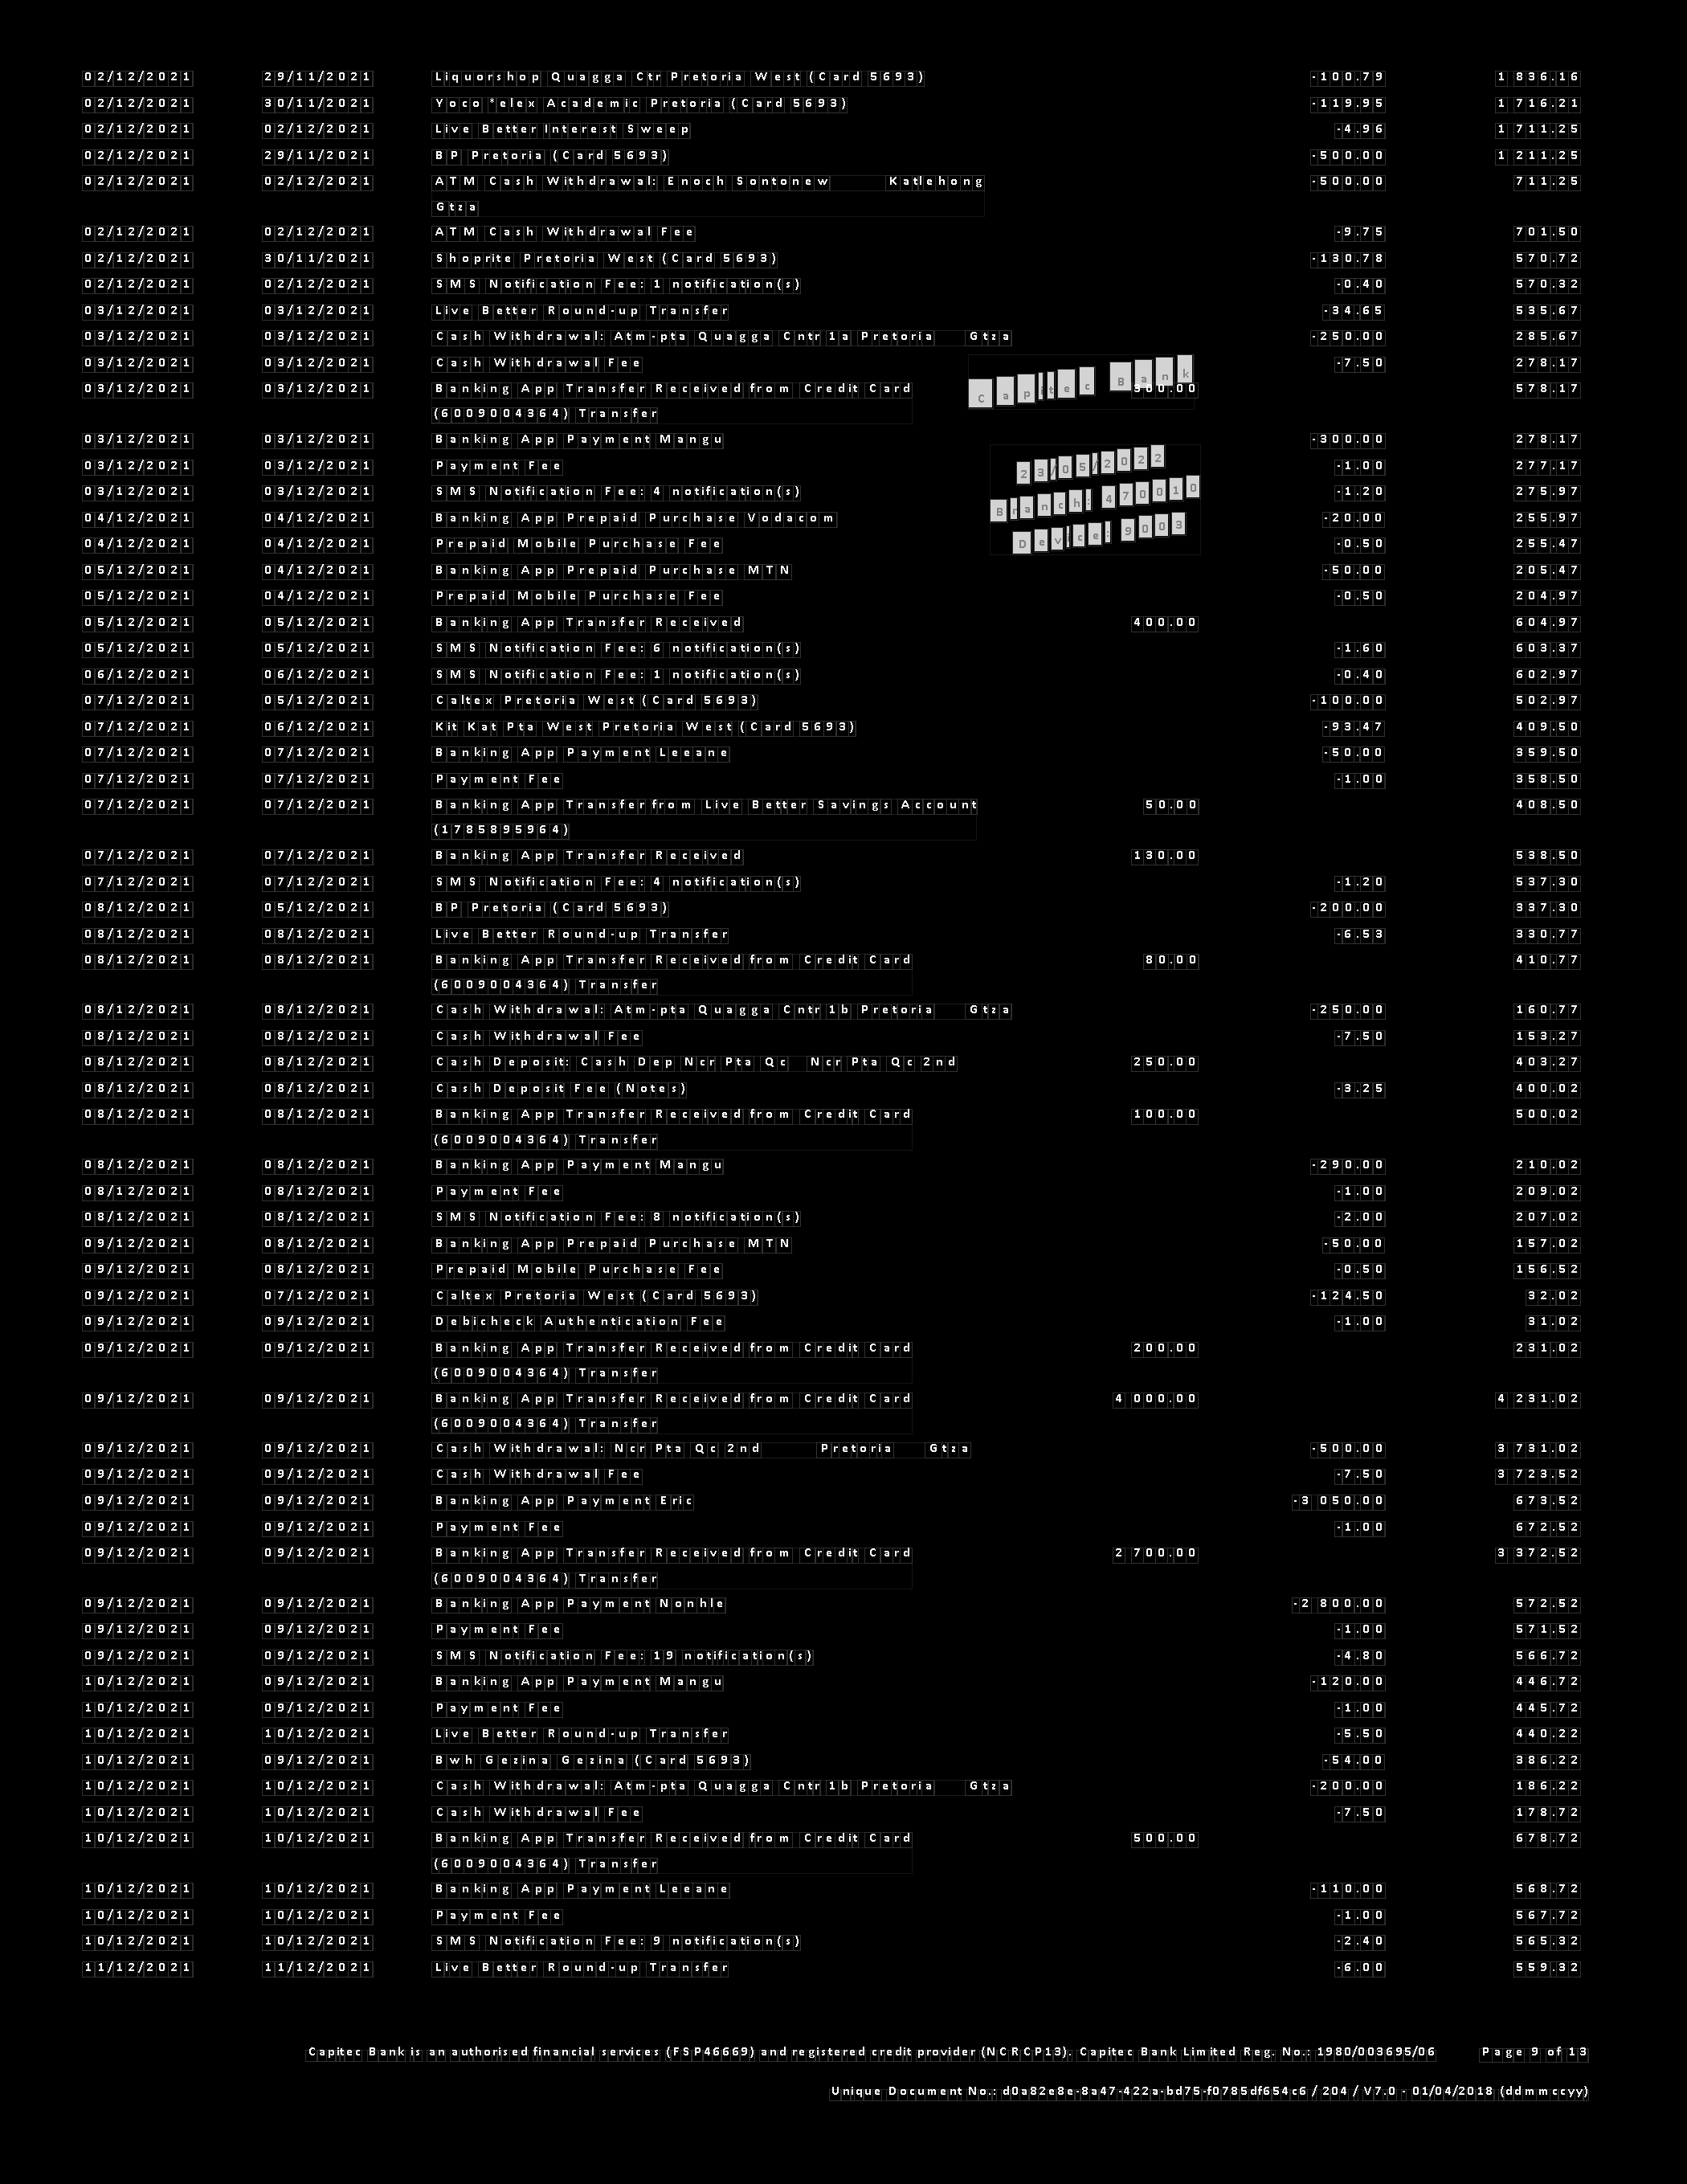 02/12/2021 29/11/2021 Liquorshop Quagga Ctr Pretoria West (Card 5693) -100.79 1 836.16
02/12/2021 30/11/2021 Yoco *elex Academic Pretoria (Card 5693) -119.95 1 716.21
02/12/2021 02/12/2021 Live Better Interest Sweep -4.96 1 711.25
02/12/2021 29/11/2021 BP Pretoria (Card 5693) -500.00 1 211.25
02/12/2021 02/12/2021 ATM Cash Withdrawal: Enoch Sontonew Katlehong -500.00 711.25
Gtza
02/12/2021 02/12/2021 ATM Cash Withdrawal Fee -9.75 701.50
02/12/2021 30/11/2021 Shoprite Pretoria West (Card 5693) -130.78 570.72
02/12/2021 02/12/2021 SMS Notification Fee: 1 notification(s) -0.40 570.32
03/12/2021 03/12/2021 Live Better Round-up Transfer -34.65 535.67
03/12/2021 03/12/2021 Cash Withdrawal: Atm-pta Quagga Cntr 1a Pretoria Gtza -250.00 285.67
03/12/2021 03/12/2021 Cash Withdrawal Fee -7.50 278.17
Capitec Bank
03/12/2021 03/12/2021 Banking App Transfer Received from Credit Card 300.00 578.17
(6009004364) Transfer
03/12/2021 03/12/2021 Banking App Payment Mangu -300.00 278.17
23/05/2022
03/12/2021 03/12/2021 Payment Fee -1.00 277.17
03/12/2021 03/12/2021 SMS Notification Fee: 4 notification(s) -1.20 275.97
Branch: 470010
04/12/2021 04/12/2021 Banking App Prepaid Purchase Vodacom -20.00 255.97
Device: 9003
04/12/2021 04/12/2021 Prepaid Mobile Purchase Fee -0.50 255.47
05/12/2021 04/12/2021 Banking App Prepaid Purchase MTN -50.00 205.47
05/12/2021 04/12/2021 Prepaid Mobile Purchase Fee -0.50 204.97
05/12/2021 05/12/2021 Banking App Transfer Received 400.00 604.97
05/12/2021 05/12/2021 SMS Notification Fee: 6 notification(s) -1.60 603.37
06/12/2021 06/12/2021 SMS Notification Fee: 1 notification(s) -0.40 602.97
07/12/2021 05/12/2021 Caltex Pretoria West (Card 5693) -100.00 502.97
07/12/2021 06/12/2021 Kit Kat Pta West Pretoria West (Card 5693) -93.47 409.50
07/12/2021 07/12/2021 Banking App Payment Leeane -50.00 359.50
07/12/2021 07/12/2021 Payment Fee -1.00 358.50
07/12/2021 07/12/2021 Banking App Transfer from Live Better Savings Account 50.00 408.50
(1785895964)
07/12/2021 07/12/2021 Banking App Transfer Received 130.00 538.50
07/12/2021 07/12/2021 SMS Notification Fee: 4 notification(s) -1.20 537.30
08/12/2021 05/12/2021 BP Pretoria (Card 5693) -200.00 337.30
08/12/2021 08/12/2021 Live Better Round-up Transfer -6.53 330.77
08/12/2021 08/12/2021 Banking App Transfer Received from Credit Card 80.00 410.77
(6009004364) Transfer
08/12/2021 08/12/2021 Cash Withdrawal: Atm-pta Quagga Cntr 1b Pretoria Gtza -250.00 160.77
08/12/2021 08/12/2021 Cash Withdrawal Fee -7.50 153.27
08/12/2021 08/12/2021 Cash Deposit: Cash Dep Ncr Pta Qc Ncr Pta Qc 2nd 250.00 403.27
08/12/2021 08/12/2021 Cash Deposit Fee (Notes) -3.25 400.02
08/12/2021 08/12/2021 Banking App Transfer Received from Credit Card 100.00 500.02
(6009004364) Transfer
08/12/2021 08/12/2021 Banking App Payment Mangu -290.00 210.02
08/12/2021 08/12/2021 Payment Fee -1.00 209.02
08/12/2021 08/12/2021 SMS Notification Fee: 8 notification(s) -2.00 207.02
09/12/2021 08/12/2021 Banking App Prepaid Purchase MTN -50.00 157.02
09/12/2021 08/12/2021 Prepaid Mobile Purchase Fee -0.50 156.52
09/12/2021 07/12/2021 Caltex Pretoria West (Card 5693) -124.50 32.02
09/12/2021 09/12/2021 Debicheck Authentication Fee -1.00 31.02
09/12/2021 09/12/2021 Banking App Transfer Received from Credit Card 200.00 231.02
(6009004364) Transfer
09/12/2021 09/12/2021 Banking App Transfer Received from Credit Card 4 000.00 4 231.02
(6009004364) Transfer
09/12/2021 09/12/2021 Cash Withdrawal: Ncr Pta Qc 2nd Pretoria Gtza -500.00 3 731.02
09/12/2021 09/12/2021 Cash Withdrawal Fee -7.50 3 723.52
09/12/2021 09/12/2021 Banking App Payment Eric -3 050.00 673.52
09/12/2021 09/12/2021 Payment Fee -1.00 672.52
09/12/2021 09/12/2021 Banking App Transfer Received from Credit Card 2 700.00 3 372.52
(6009004364) Transfer
09/12/2021 09/12/2021 Banking App Payment Nonhle -2 800.00 572.52
09/12/2021 09/12/2021 Payment Fee -1.00 571.52
09/12/2021 09/12/2021 SMS Notification Fee: 19 notification(s) -4.80 566.72
10/12/2021 09/12/2021 Banking App Payment Mangu -120.00 446.72
10/12/2021 09/12/2021 Payment Fee -1.00 445.72
10/12/2021 10/12/2021 Live Better Round-up Transfer -5.50 440.22
10/12/2021 09/12/2021 Bwh Gezina Gezina (Card 5693) -54.00 386.22
10/12/2021 10/12/2021 Cash Withdrawal: Atm-pta Quagga Cntr 1b Pretoria Gtza -200.00 186.22
10/12/2021 10/12/2021 Cash Withdrawal Fee -7.50 178.72
10/12/2021 10/12/2021 Banking App Transfer Received from Credit Card 500.00 678.72
(6009004364) Transfer
10/12/2021 10/12/2021 Banking App Payment Leeane -110.00 568.72
10/12/2021 10/12/2021 Payment Fee -1.00 567.72
10/12/2021 10/12/2021 SMS Notification Fee: 9 notification(s) -2.40 565.32
11/12/2021 11/12/2021 Live Better Round-up Transfer -6.00 559.32
Capitec Bank is an authorised financial services (FSP46669) and registered credit provider (NCRCP13). Capitec Bank Limited Reg. No.: 1980/003695/06 Page 9 of 13
Unique Document No.: d0a82e8e-8a47-422a-bd75-f0785df654c6 / 204 / V7.0 - 01/04/2018 (ddmmccyy)